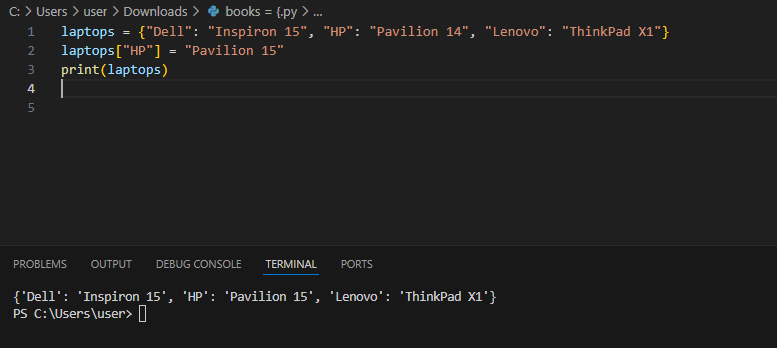 C: > Users > user > Downloads > books = {.py > ...
1 laptops = {"Dell": "Inspiron 15", "HP": "Pavilion 14", "Lenovo": "ThinkPad X1"}
2 laptops["HP"] = "Pavilion 15"
3 print(laptops)
4
5
PROBLEMS OUTPUT DEBUG CONSOLE TERMINAL PORTS
{'Dell': 'Inspiron 15', 'HP': 'Pavilion 15', 'Lenovo': 'ThinkPad X1'}
PS C:\Users\user>